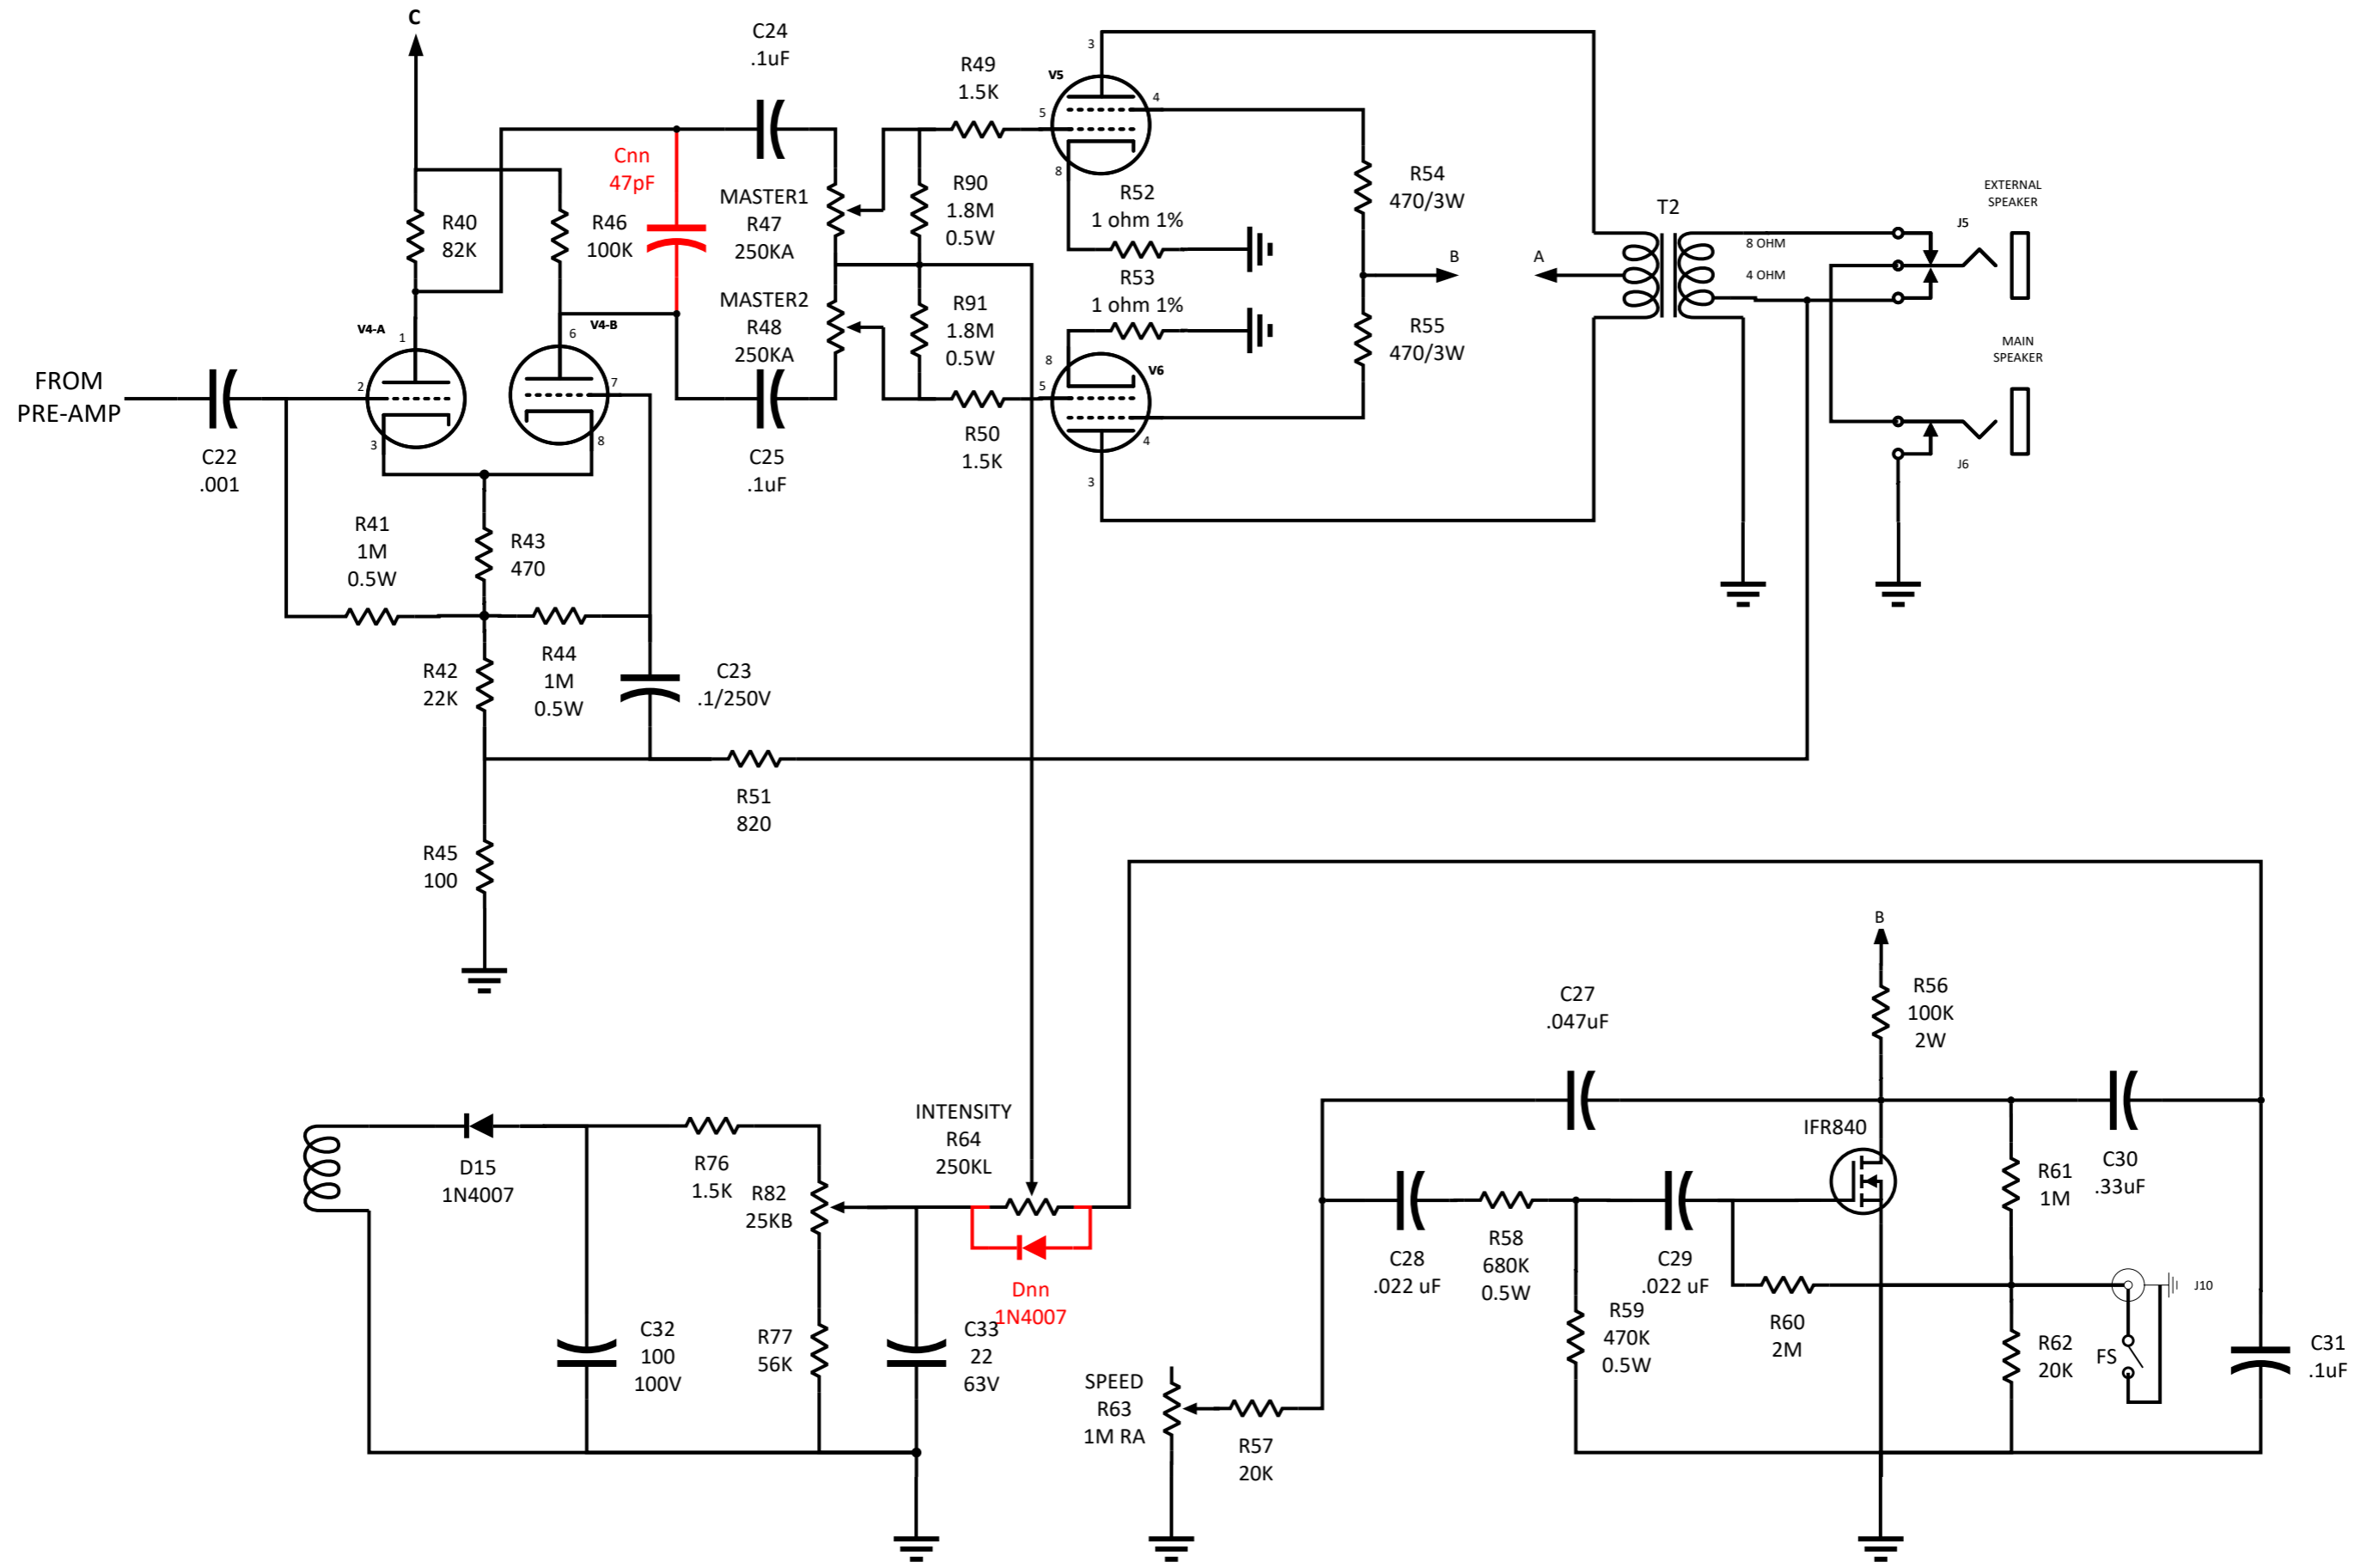 C
C24
.1uF
R49
1.5K
V5
3
4
5
8
Cnn
47pF
R40
82K
R46
100K
MASTER1
R47
250KA
R90
1.8M
0.5W
R52
1 ohm 1%
R54
470/3W
T2
EXTERNAL
SPEAKER
J5
8 OHM
4 OHM
B
A
R53
1 ohm 1%
MASTER2
R48
250KA
R91
1.8M
0.5W
R55
470/3W
MAIN
SPEAKER
J6
V4-A
1
2
3
V4-B
6
7
8
8
5
V6
4
3
FROM
PRE-AMP
C22
.001
C25
.1uF
R50
1.5K
R41
1M
0.5W
R43
470
R42
22K
R44
1M
0.5W
C23
.1/250V
R51
820
R45
100
B
R56
100K
2W
C27
.047uF
IFR840
R61
1M
C30
.33uF
INTENSITY
R64
250KL
D15
1N4007
R76
1.5K
R82
25KB
Dnn
1N4007
C28
.022 uF
R58
680K
0.5W
C29
.022 uF
R59
470K
0.5W
R60
2M
J10
C32
100
100V
R77
56K
C33
22
63V
SPEED
R63
1M RA
R57
20K
R62
20K
FS
C31
.1uF